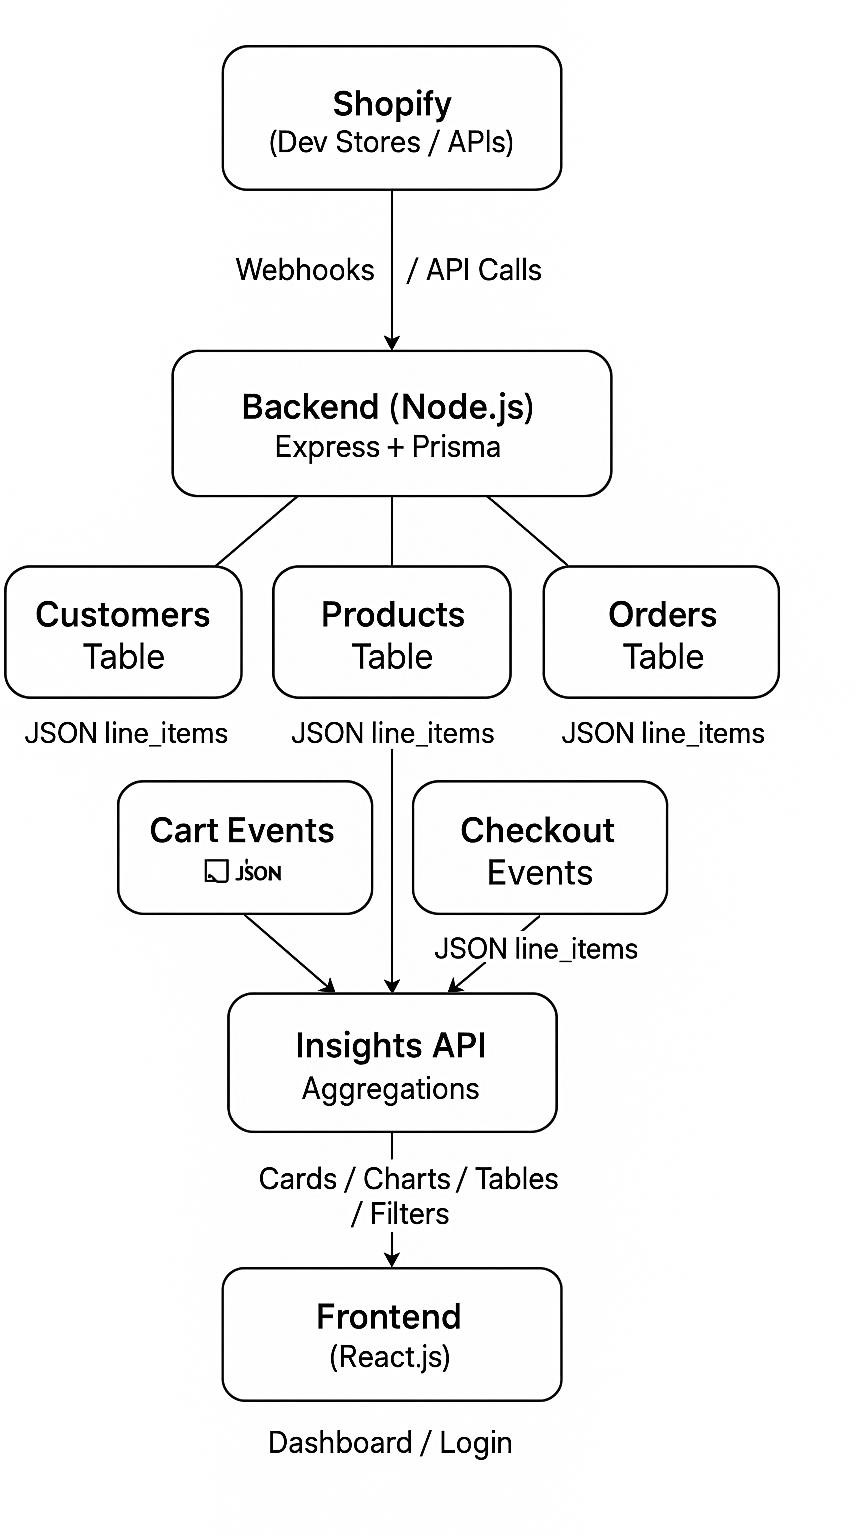 Shopify
(Dev Stores / APIs)
Webhooks / API Calls
Backend (Node.js)
Express + Prisma
Customers
Table
Products
Table
Orders
Table
JSON line_items
JSON line_items
JSON line_items
Cart Events
JSON
Checkout
Events
JSON line_items
Insights API
Aggregations
Cards / Charts / Tables
/ Filters
Frontend
(React.js)
Dashboard / Login